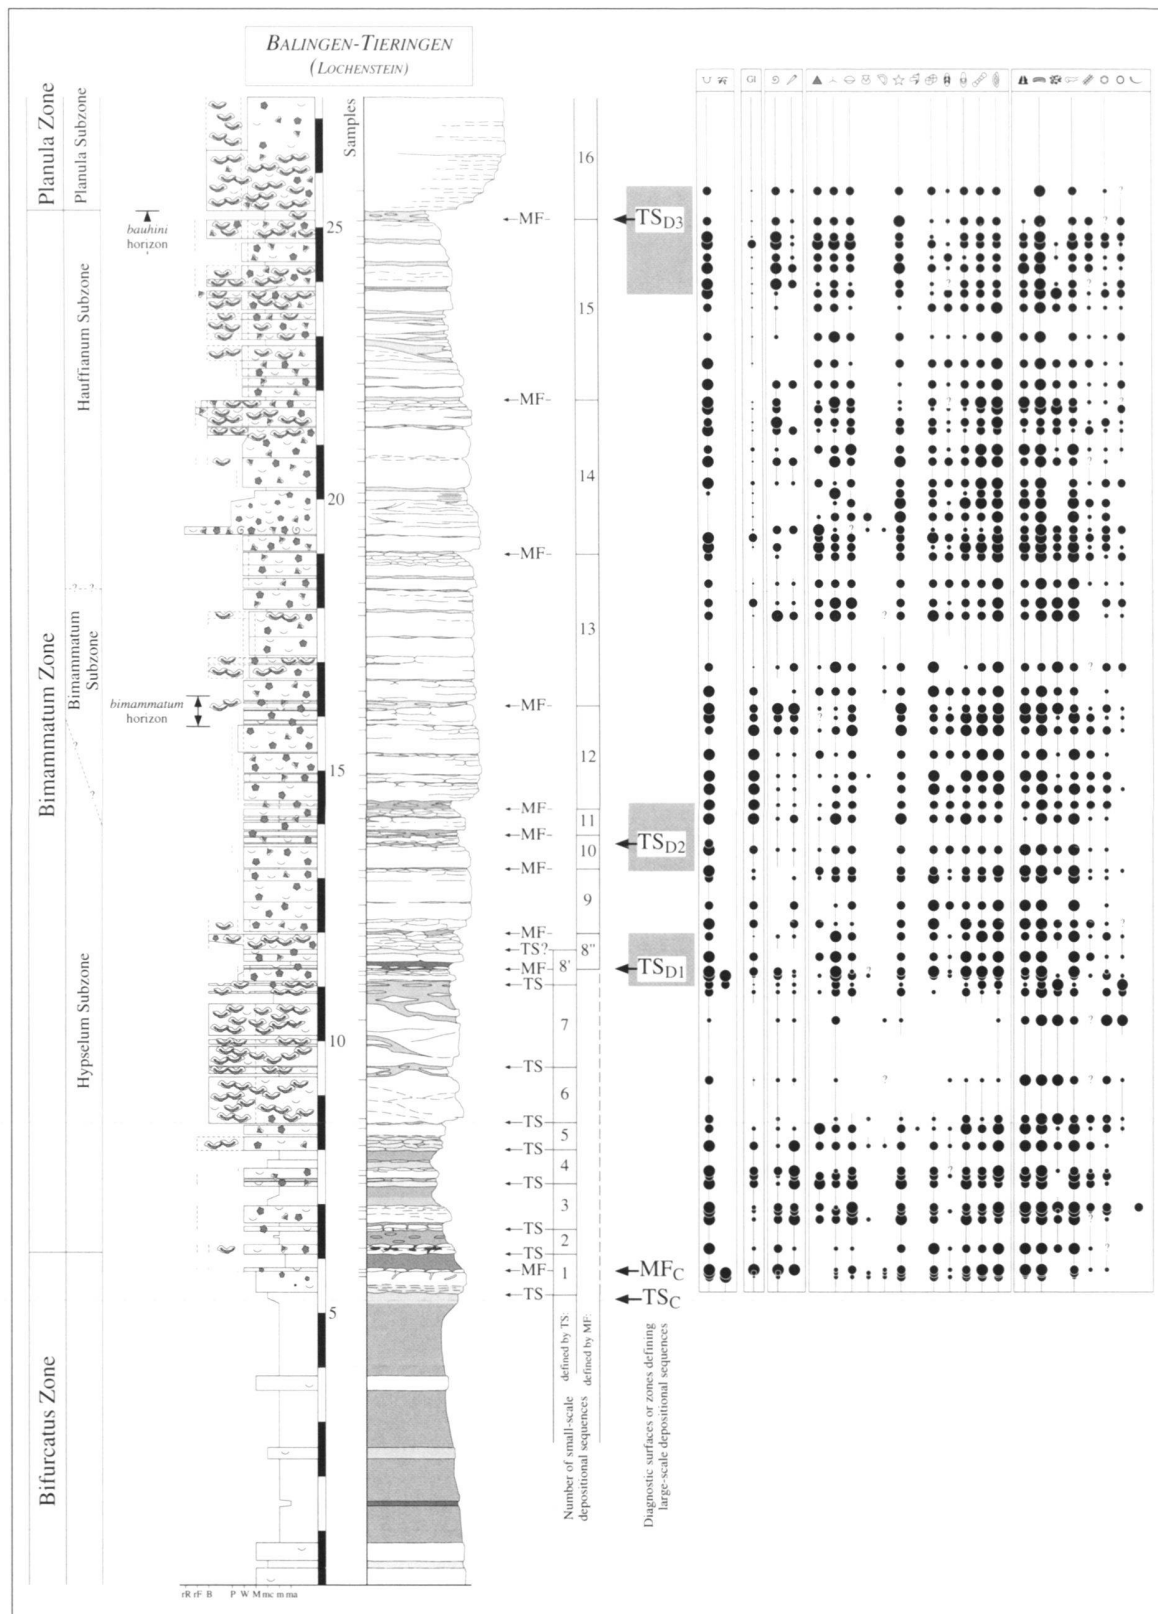 BALINGEN-TIERINGEN
(LOCHENSTEIN)
Samples
GI
Planula Zone
Planula Subzone
Bimammatum Zone
Hauffianum Subzone
Bimammatum
Subzone
Hypselum Subzone
Bifurcatus Zone
bauhini
horizon
bimammatum
horizon
? ?
?
?
25
20
15
10
5
MF
MF
MF
MF
MF
MF
MF
MF
TS?
MF
TS
TS
TS
TS
TS
TS
TS
MF
TS
16
15
14
13
12
11
10
9
8"
8'
7
6
5
4
3
2
1
TSD3
TSD2
TSD1
MFC
TSC
defined by TS:
defined by MF:
Number of small-scale
depositional sequences
Diagnostic surfaces or zones defining
large-scale depositional sequences
rR rF B P W M mc m ma